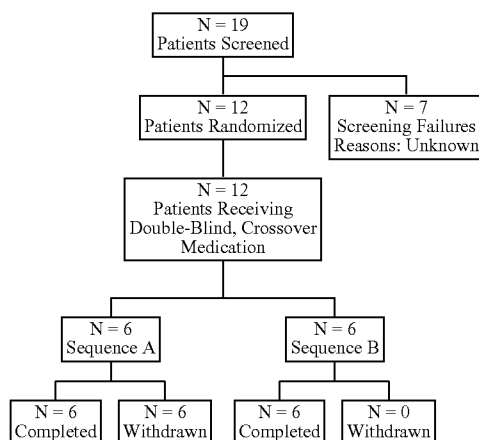 N = 19
Patients Screened
N = 12
Patients Randomized
N = 7
Screening Failures
Reasons: Unknown
N = 12
Patients Receiving
Double-Blind, Crossover
Medication
N = 6
Sequence A
N = 6
Sequence B
N = 6
Completed
N = 6
Withdrawn
N = 6
Completed
N = 0
Withdrawn